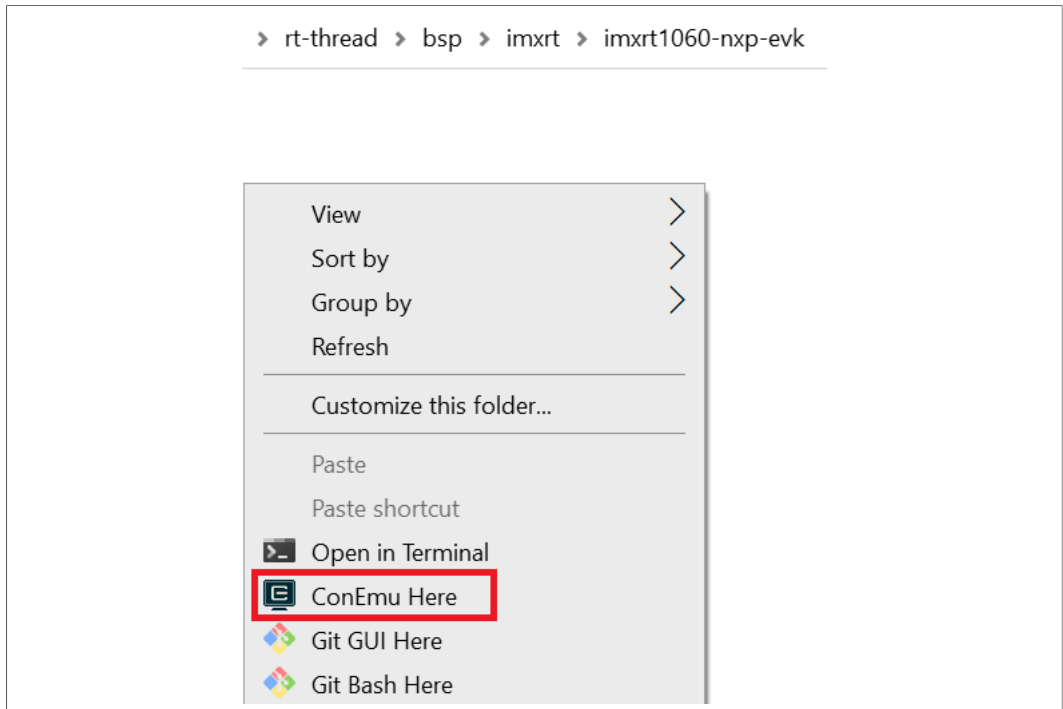 > rt-thread > bsp > imxrt > imxrt1060-nxp-evk
View
Sort by
Group by
Refresh
Customize this folder...
Paste
Paste shortcut
Open in Terminal
ConEmu Here
Git GUI Here
Git Bash Here